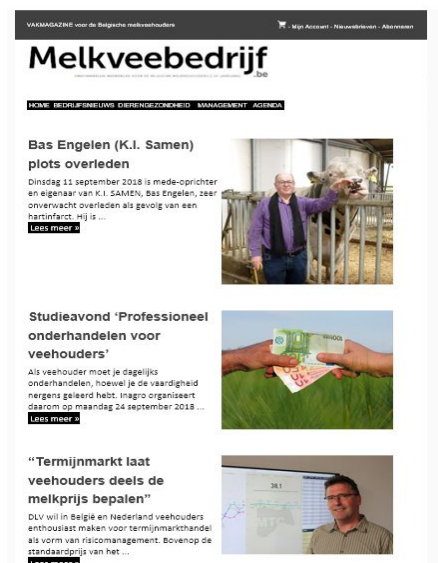 VAKMAGAZINE voor de Belgische melkveehouders
- Mijn Account - Nieuwsbrieven - Abonneren
Melkveebedrijf
.be
HOME BEDRIJFSNIEUWS DIERENGEZONDHEID MANAGEMENT AGENDA
Bas Engelen (K.I. Samen)
plots overleden
Dinsdag 11 september 2018 is mede-oprichter
en eigenaar van K.I. SAMEN, Bas Engelen, zeer
onverwacht overleden als gevolg van een
hartinfarct. Hij is ...
Lees meer »
Studieavond ‘Professioneel
onderhandelen voor
veehouders’
Als veehouder moet je dagelijks
onderhandelen, hoewel je de vaardigheid
nergens geleerd hebt. Inagro organiseert
daarom op maandag 24 september 2018 ...
Lees meer »
“Termijnmarkt laat
veehouders deels de
melkprijs bepalen”
DLV wil in België en Nederland veehouders
enthousiast maken voor termijnmarkthandel
als vorm van risicomanagement. Bovenop de
standaardprijs van het ...
39.1